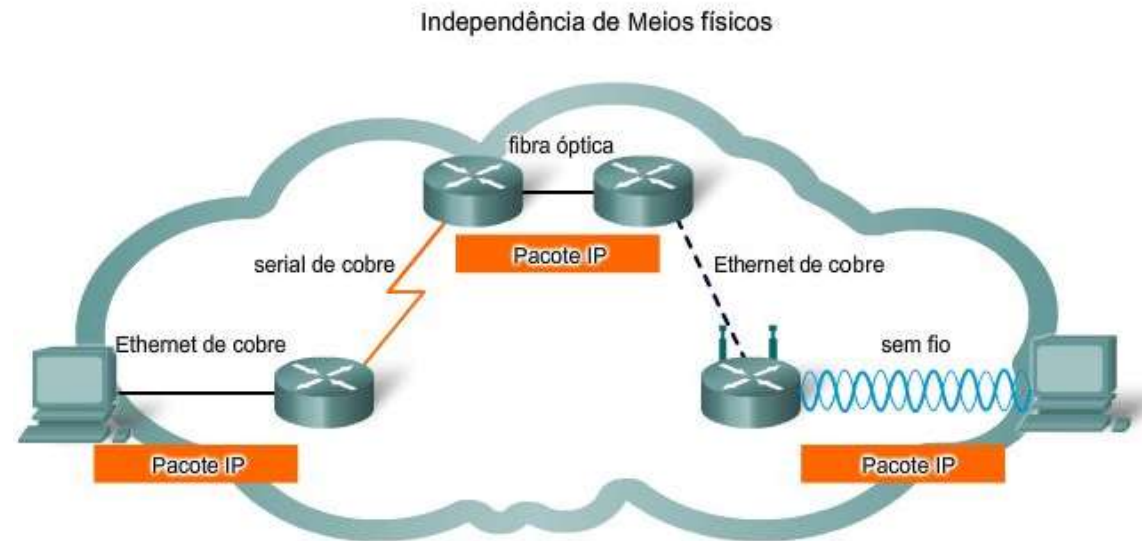 Independência de Meios físicos
fibra óptica
Pacote IP
serial de cobre
Ethernet de cobre
Ethernet de cobre
sem fio
Pacote IP
Pacote IP